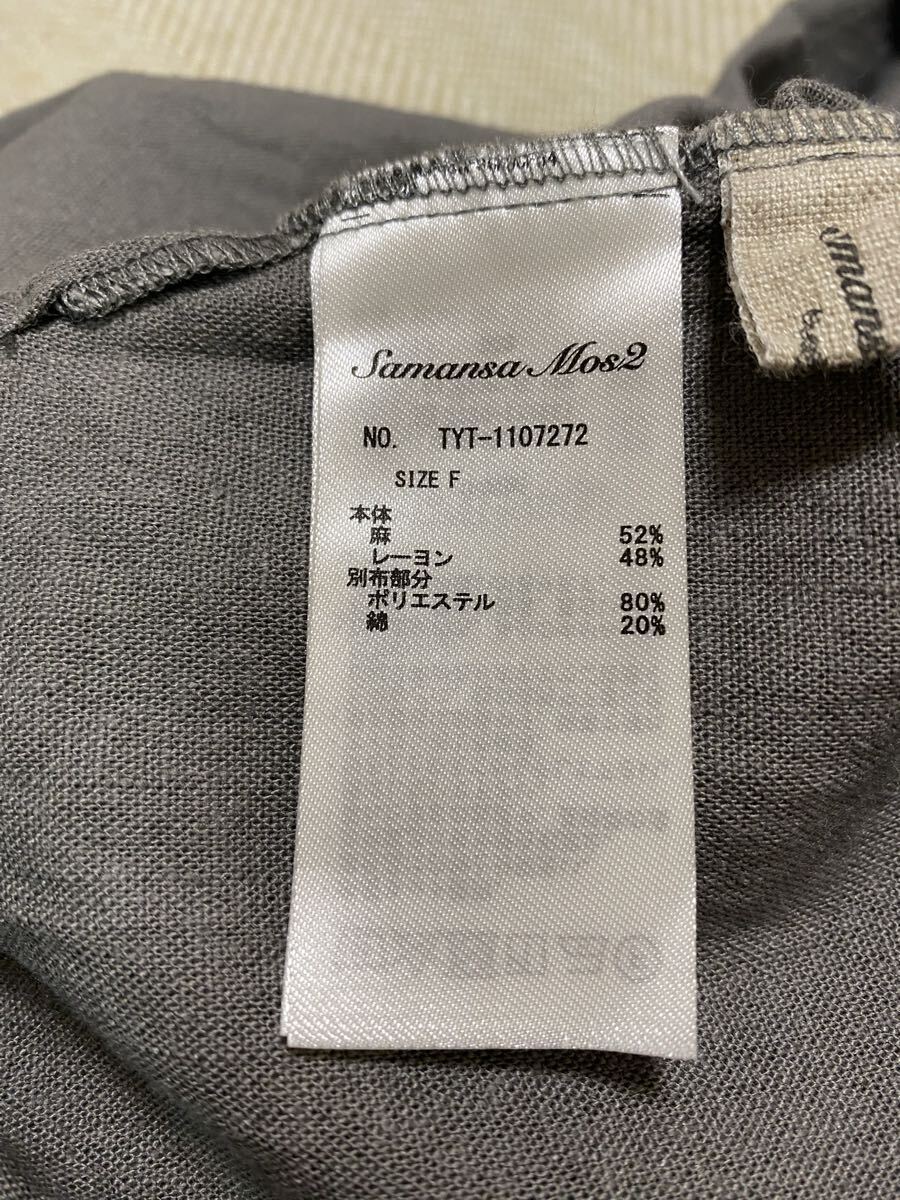 Samansa Mos2
NO. TYT-1107272
SIZE F
本体
麻 52%
レーヨン 48%
別布部分
ポリエステル 80%
綿 20%